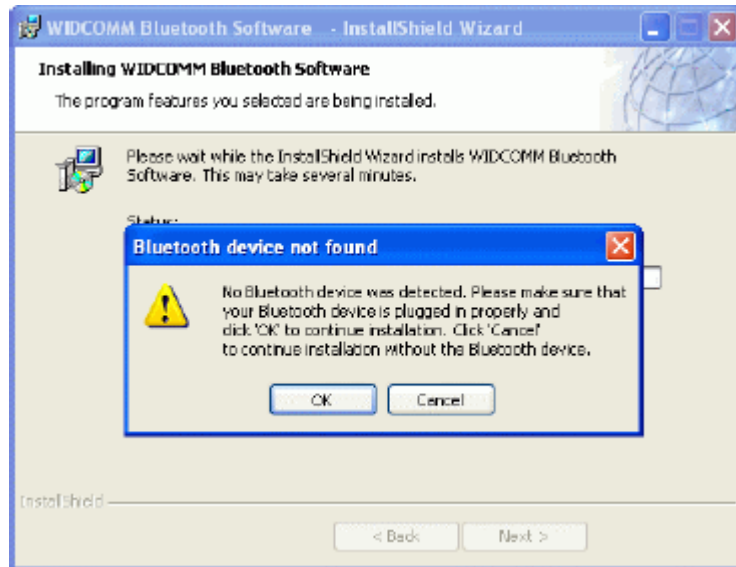 WIDCOMM Bluetooth Software - InstallShield Wizard
Installing WIDCOMM Bluetooth Software
The program features you selected are being installed.
Please wait while the InstallShield Wizard installs WIDCOMM Bluetooth
Software. This may take several minutes.
Status:
Bluetooth device not found
No Bluetooth device was detected. Please make sure that
your Bluetooth device is plugged in properly and
click 'OK' to continue installation. Click 'Cancel'
to continue installation without the Bluetooth device.
OK Cancel
InstallShield
< Back Next >